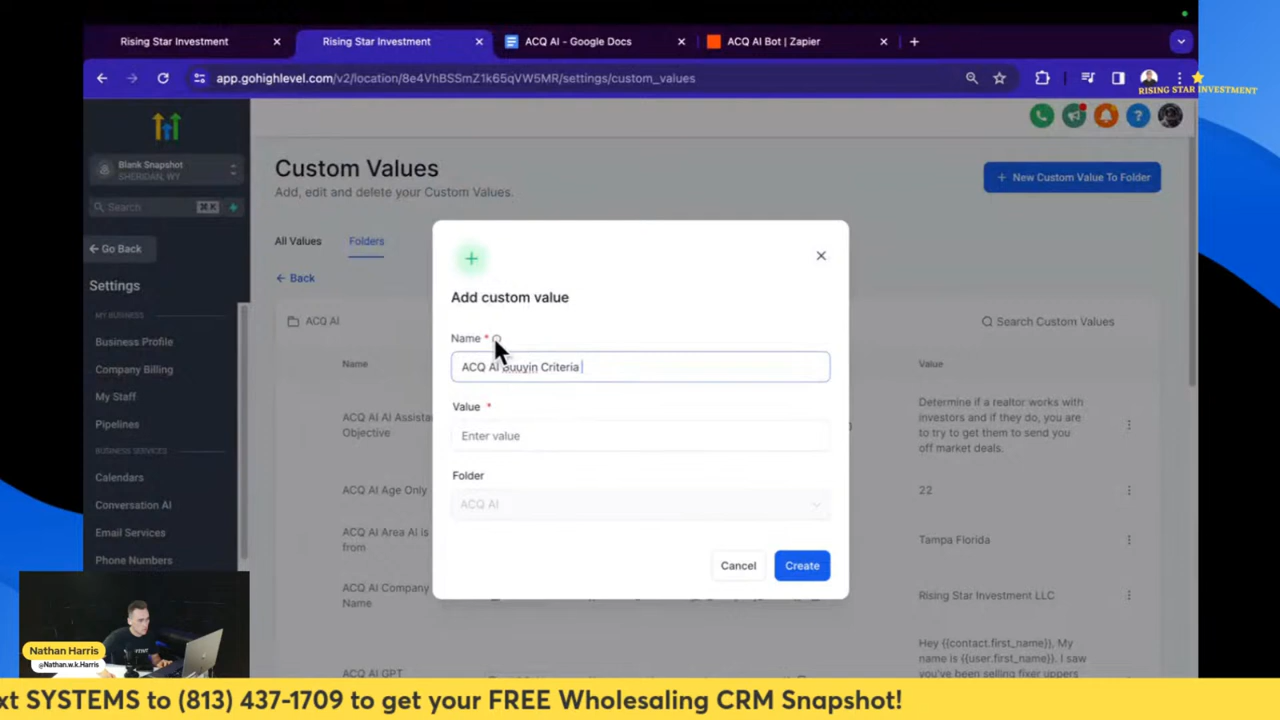 Rising Star Investment
Rising Star Investment
ACQ AI - Google Docs
ACQ AI Bot | Zapier
app.gohighlevel.com/v2/location/8e4VhBSSmZ1k65qVW5MR/settings/custom_values
RISING STAR INVESTMENT
Blank Snapshot
SHERIDAN, WY
Search
⌘K
Go Back
Settings
MY BUSINESS
Business Profile
Company Billing
My Staff
Pipelines
BUSINESS SERVICES
Calendars
Conversation AI
Email Services
Phone Numbers
Custom Values
Add, edit and delete your Custom Values.
+ New Custom Value To Folder
All Values
Folders
Back
ACQ AI
Search Custom Values
Name
Value
ACQ AI AI Assista
Objective
Determine if a realtor works with
investors and if they do, you are
to try to get them to send you
off market deals.
ACQ AI Age Only
22
ACQ AI Area AI is
from
Tampa Florida
ACQ AI Company
Name
Rising Star Investment LLC
ACQ AI GPT
Hey {{contact.first_name}}, My
name is {{user.first_name}}. I saw
you've been selling fixer uppers
Add custom value
Name *
ACQ AI Buuyin Criteria
Value *
Enter value
Folder
ACQ AI
Cancel
Create
Nathan Harris
@Nathan.w.k.Harris
xt SYSTEMS to (813) 437-1709 to get your FREE Wholesaling CRM Snapshot!